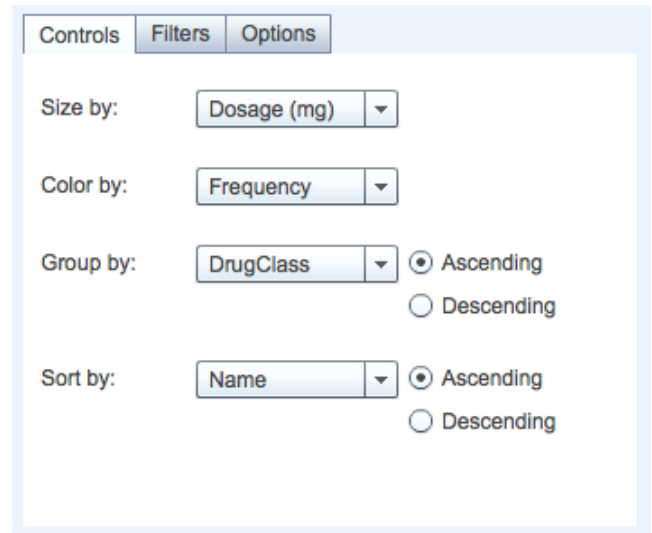 Controls Filters Options
Size by: Dosage (mg)
Color by: Frequency
Group by: DrugClass Ascending
Descending
Sort by: Name Ascending
Descending